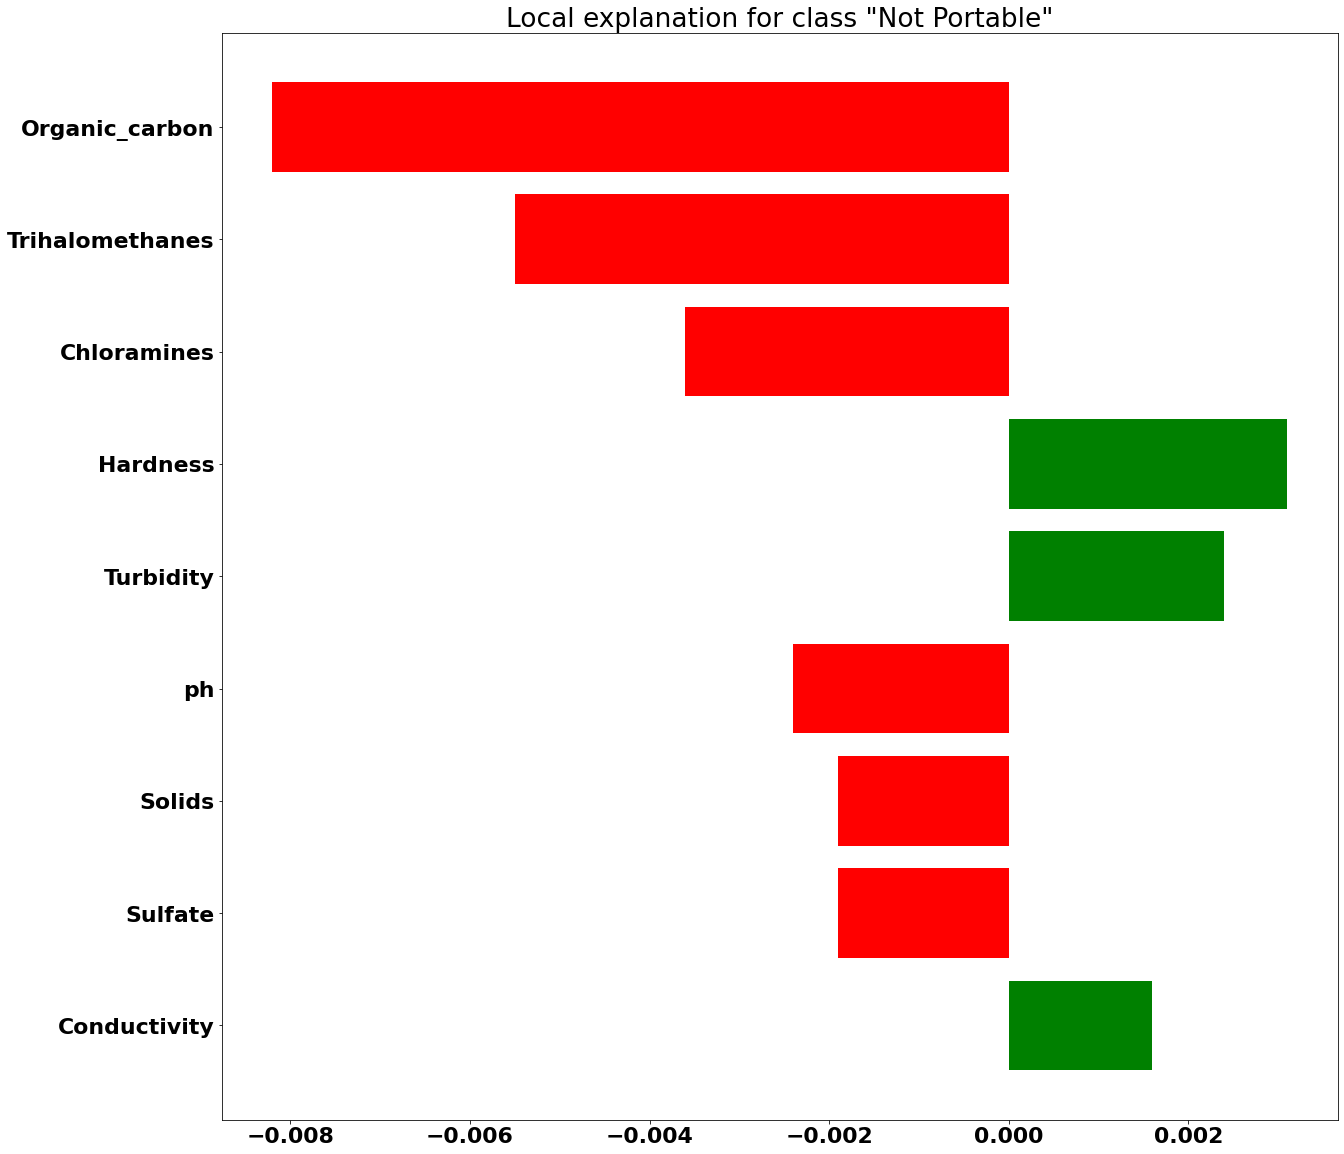 Local explanation for class "Not Portable"
Organic_carbon
Trihalomethanes
Chloramines
Hardness
Turbidity
ph
Solids
Sulfate
Conductivity
−0.008 −0.006 −0.004 −0.002 0.000 0.002